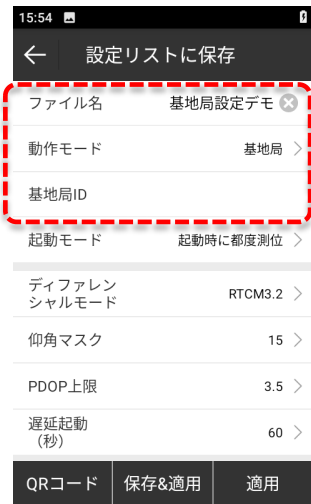 15:54
設定リストに保存
ファイル名 基地局設定デモ
動作モード 基地局
基地局ID
起動モード 起動時に都度測位
ディファレン
シャルモード RTCM3.2
仰角マスク 15
PDOP上限 3.5
遅延起動
（秒） 60
QRコード 保存&適用 適用